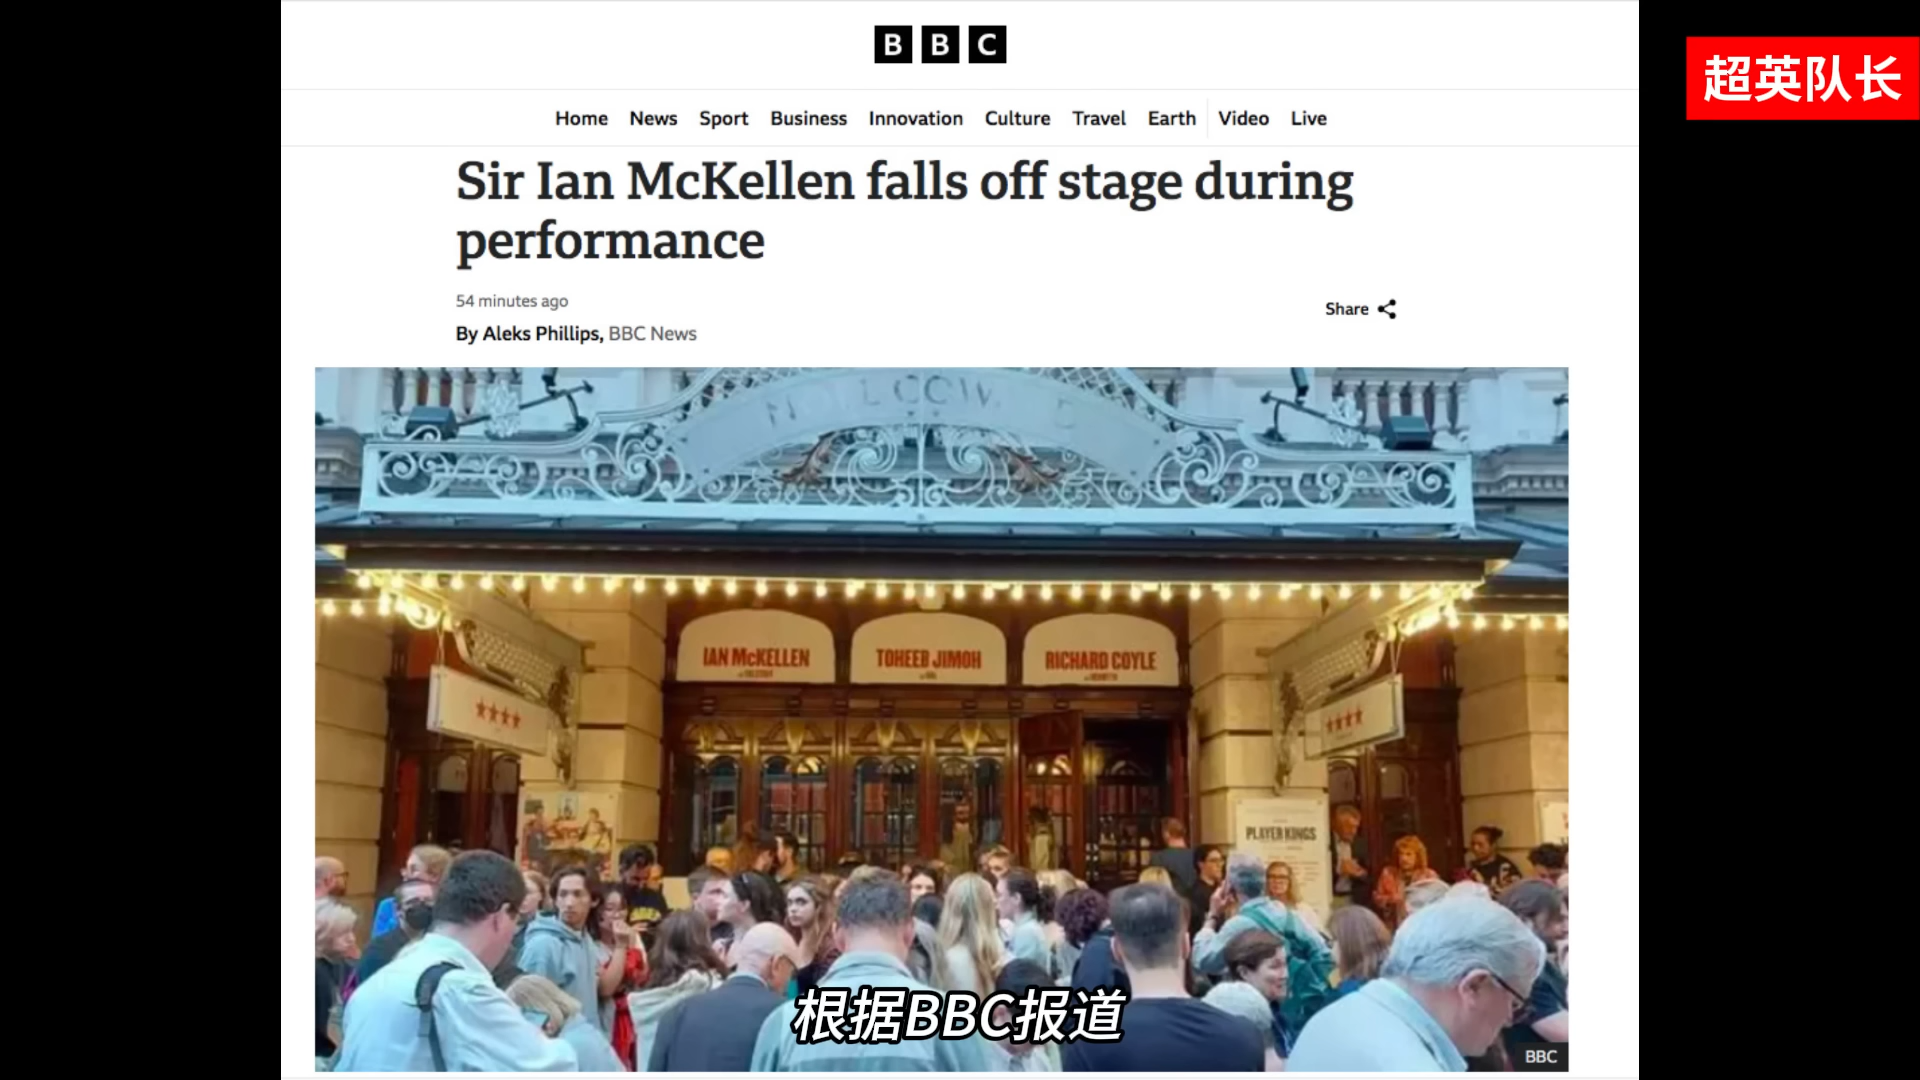 BBC
超英队长
Home News Sport Business Innovation Culture Travel Earth Video Live
Sir Ian McKellen falls off stage during
performance
54 minutes ago
Share
By Aleks Phillips, BBC News
IAN McKELLEN
TOHEEB JIMOH
RICHARD COYLE
PLAYER KINGS
根据BBC报道
BBC